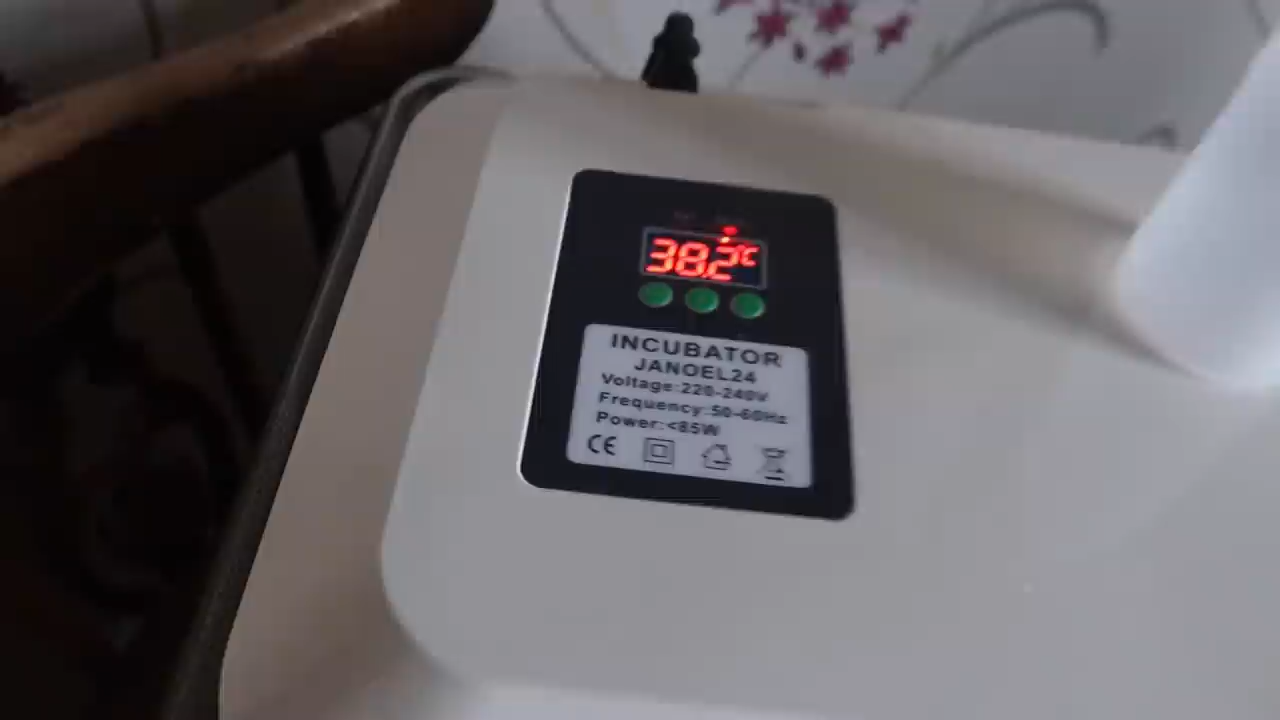 38.2°C
INCUBATOR
JANOEL24
Voltage:220-240v
Frequency:50-60Hz
Power:<85W
CE